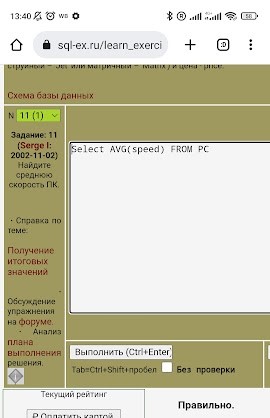 13:40
WB
56
sql-ex.ru/learn_exerci
струйный - 'Jet' или матричный - 'Matrix') и цена - price.
Схема базы данных
N 11 (1)
Задание: 11
(Serge I:
2002-11-02)
Найдите
среднюю
скорость ПК.
Select AVG(speed) FROM PC
- Справка по
теме:
Получение
итоговых
значений
-
Обсуждение
упражнения
на форуме.
- Анализ
плана
выполнения
решения.
Выполнить (Ctrl+Enter)
Tab=Ctrl+Shift+пробел
Без проверки
Текущий рейтинг
₽ Оплатить картой
Правильно.